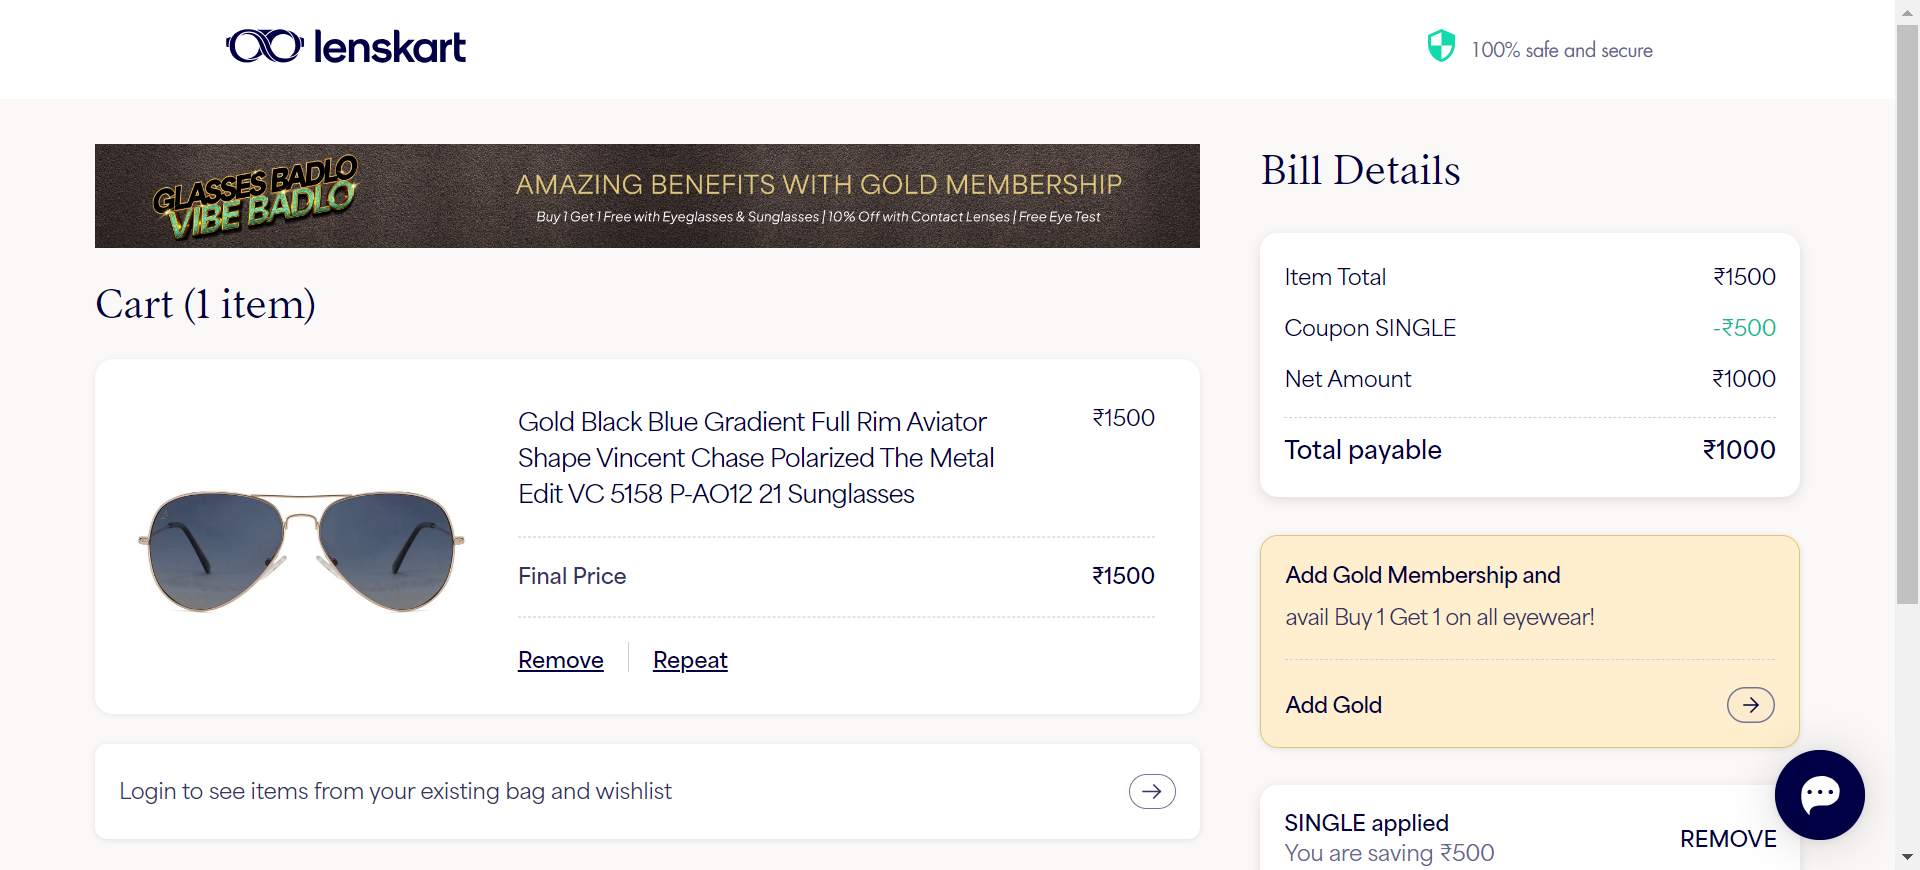 lenskart
100% safe and secure
GLASSES BADLO
VIBE BADLO
AMAZING BENEFITS WITH GOLD MEMBERSHIP
Buy 1 Get 1 Free with Eyeglasses & Sunglasses | 10% Off with Contact Lenses | Free Eye Test
Cart (1 item)
Gold Black Blue Gradient Full Rim Aviator
Shape Vincent Chase Polarized The Metal
Edit VC 5158 P-AO12 21 Sunglasses
₹1500
Final Price ₹1500
Remove Repeat
Login to see items from your existing bag and wishlist
Bill Details
Item Total ₹1500
Coupon SINGLE -₹500
Net Amount ₹1000
Total payable ₹1000
Add Gold Membership and
avail Buy 1 Get 1 on all eyewear!
Add Gold
SINGLE applied
You are saving ₹500
REMOVE